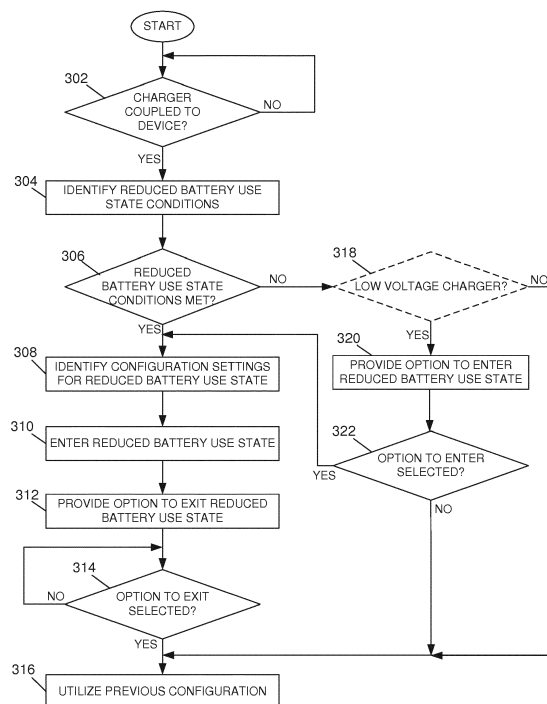 START
302
CHARGER
COUPLED TO
DEVICE?
NO
YES
304
IDENTIFY REDUCED BATTERY USE
STATE CONDITIONS
306
REDUCED
BATTERY USE STATE
CONDITIONS MET?
NO
318
LOW VOLTAGE CHARGER?
NO
YES
YES
308
IDENTIFY CONFIGURATION SETTINGS
FOR REDUCED BATTERY USE STATE
320
PROVIDE OPTION TO ENTER
REDUCED BATTERY USE STATE
310
ENTER REDUCED BATTERY USE STATE
322
OPTION TO ENTER
SELECTED?
YES
NO
312
PROVIDE OPTION TO EXIT REDUCED
BATTERY USE STATE
314
NO
OPTION TO EXIT
SELECTED?
YES
316
UTILIZE PREVIOUS CONFIGURATION